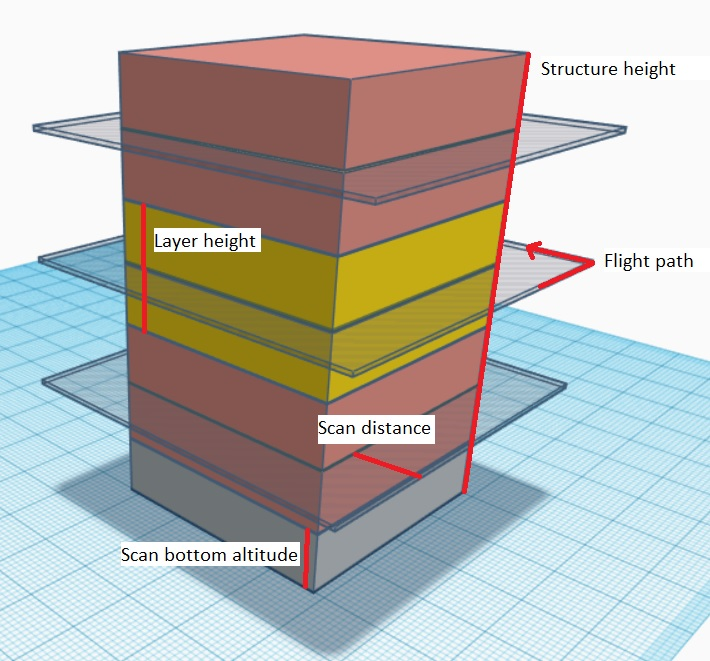 Structure height
Layer height
Flight path
Scan distance
Scan bottom altitude